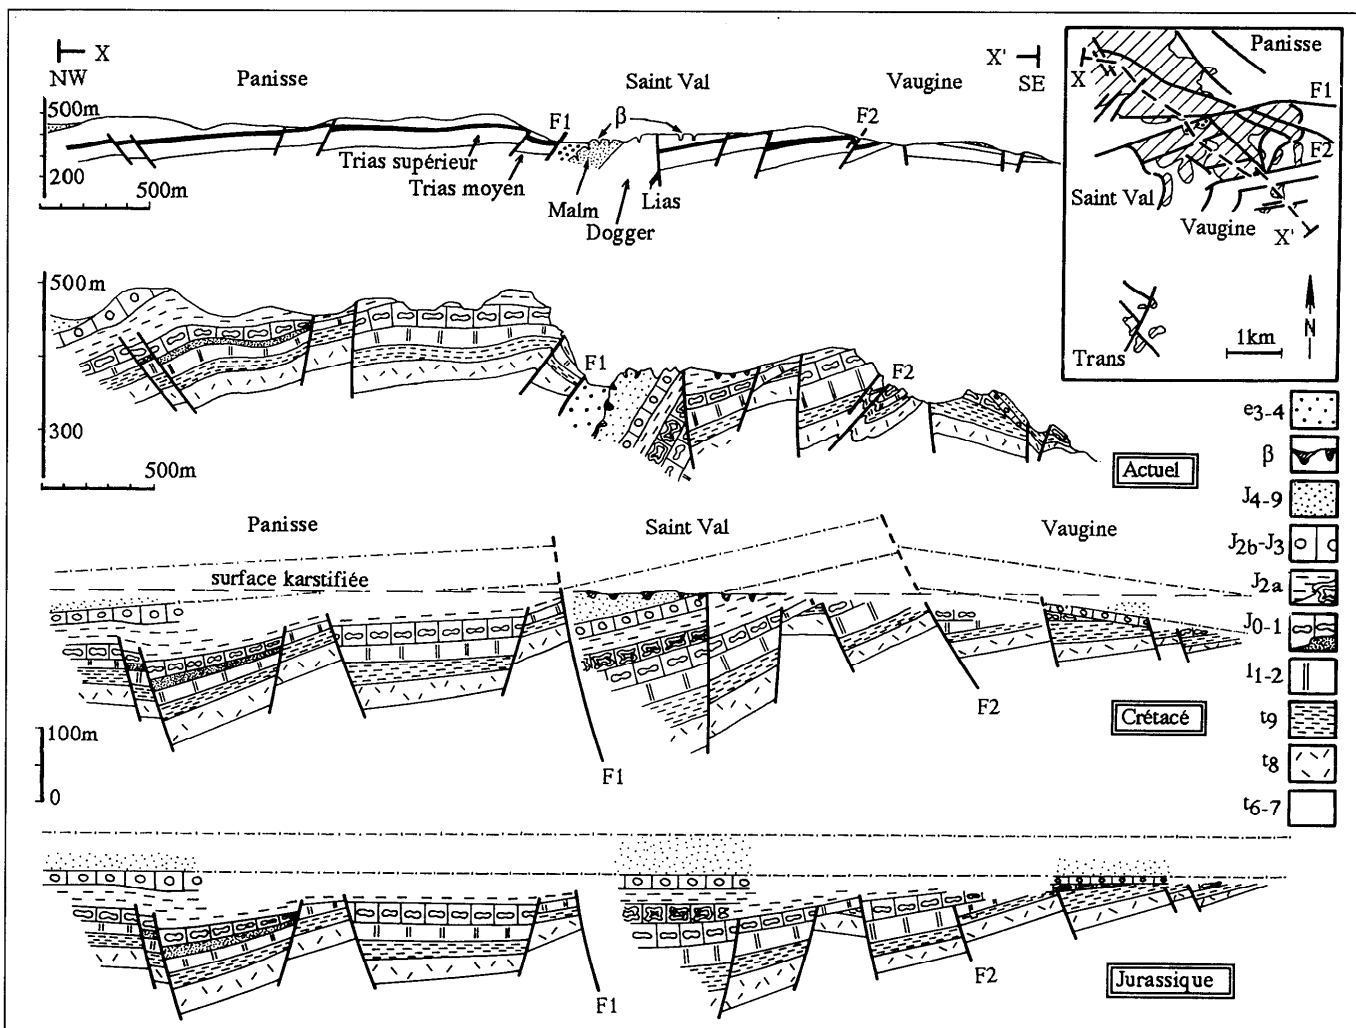 X
NW
Panisse
Saint Val
Vaugine
X'
SE
500m
200
500m
F1
β
F2
Trias supérieur
Trias moyen
Malm
Dogger
Lias
Panisse
X
F1
F2
Saint Val
Vaugine
X'
Trans
1km
N
500m
300
500m
F1
F2
Actuel
e3-4
β
J4-9
J2b-J3
J2a
J0-1
l1-2
t9
t8
t6-7
Panisse
Saint Val
Vaugine
surface karstifiée
100m
0
F1
F2
Crétacé
F1
F2
Jurassique